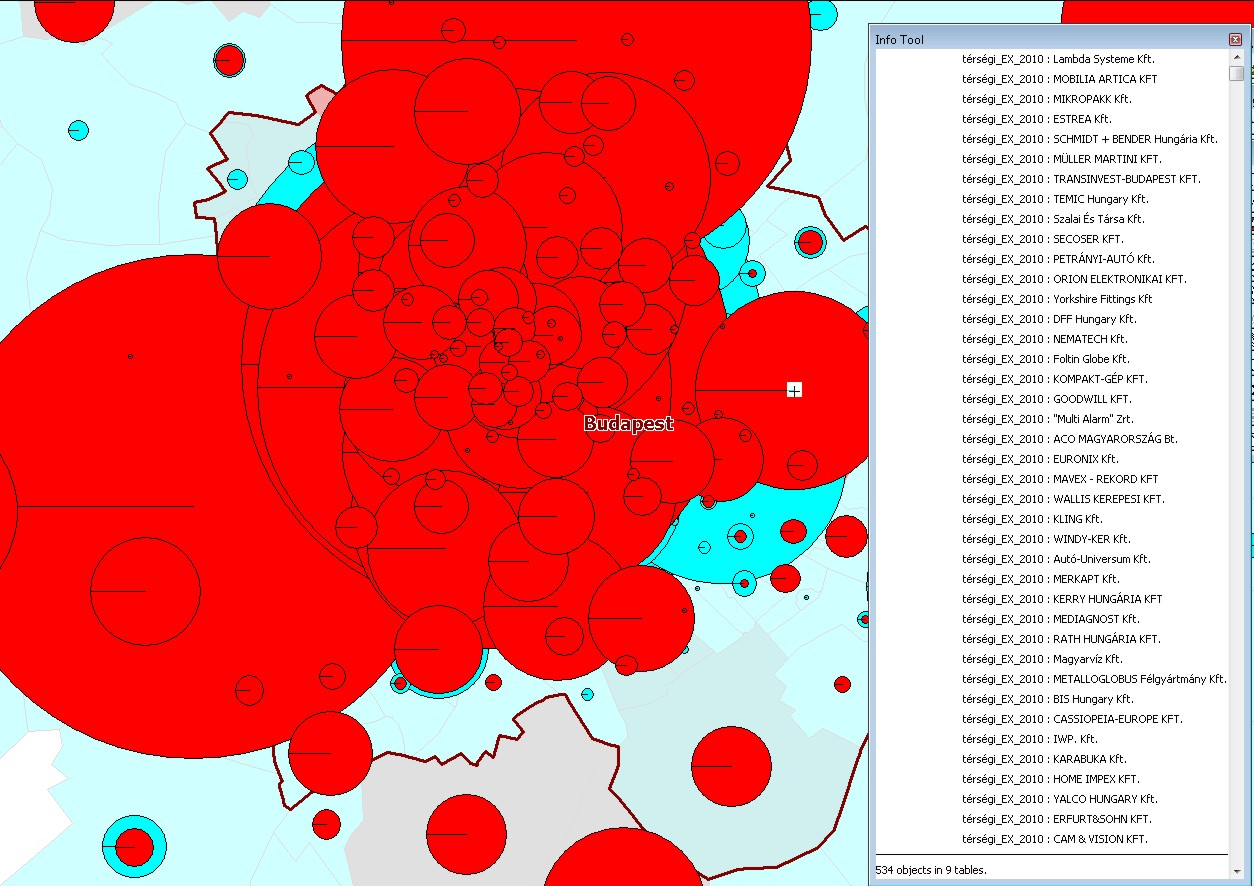 Info Tool
térségi_EX_2010 : Lambda Systeme Kft.
térségi_EX_2010 : MOBILIA ARTICA KFT
térségi_EX_2010 : MIKROPAKK Kft.
térségi_EX_2010 : ESTREA Kft.
térségi_EX_2010 : SCHMIDT + BENDER Hungária Kft.
térségi_EX_2010 : MÜLLER MARTINI KFT.
térségi_EX_2010 : TRANSINVEST-BUDAPEST KFT.
térségi_EX_2010 : TEMIC Hungary Kft.
térségi_EX_2010 : Szalai És Társa Kft.
térségi_EX_2010 : SECOSER KFT.
térségi_EX_2010 : PETRÁNYI-AUTÓ Kft.
térségi_EX_2010 : ORION ELEKTRONIKAI KFT.
térségi_EX_2010 : Yorkshire Fittings Kft
térségi_EX_2010 : DFF Hungary Kft.
térségi_EX_2010 : NEMATECH Kft.
térségi_EX_2010 : Foltin Globe Kft.
térségi_EX_2010 : KOMPAKT-GÉP KFT.
térségi_EX_2010 : GOODWILL KFT.
térségi_EX_2010 : "Multi Alarm" Zrt.
térségi_EX_2010 : ACO MAGYARORSZÁG Bt.
térségi_EX_2010 : EURONIX Kft.
térségi_EX_2010 : MAVEX - REKORD KFT
térségi_EX_2010 : WALLIS KEREPESI KFT.
térségi_EX_2010 : KLING Kft.
térségi_EX_2010 : WINDY-KER Kft.
térségi_EX_2010 : Autó-Universum Kft.
térségi_EX_2010 : MERKAPT Kft.
térségi_EX_2010 : KERRY HUNGÁRIA KFT
térségi_EX_2010 : MEDIAGNOST Kft.
térségi_EX_2010 : RATH HUNGÁRIA KFT.
térségi_EX_2010 : Magyarvíz Kft.
térségi_EX_2010 : METALLOGLOBUS Félgyártmány Kft.
térségi_EX_2010 : BIS Hungary Kft.
térségi_EX_2010 : CASSIOPEIA-EUROPE KFT.
térségi_EX_2010 : IWP. Kft.
térségi_EX_2010 : KARABUKA Kft.
térségi_EX_2010 : HOME IMPEX KFT.
térségi_EX_2010 : YALCO HUNGARY Kft.
térségi_EX_2010 : ERFURT&SOHN KFT.
térségi_EX_2010 : CAM & VISION KFT.
534 objects in 9 tables.
Budapest